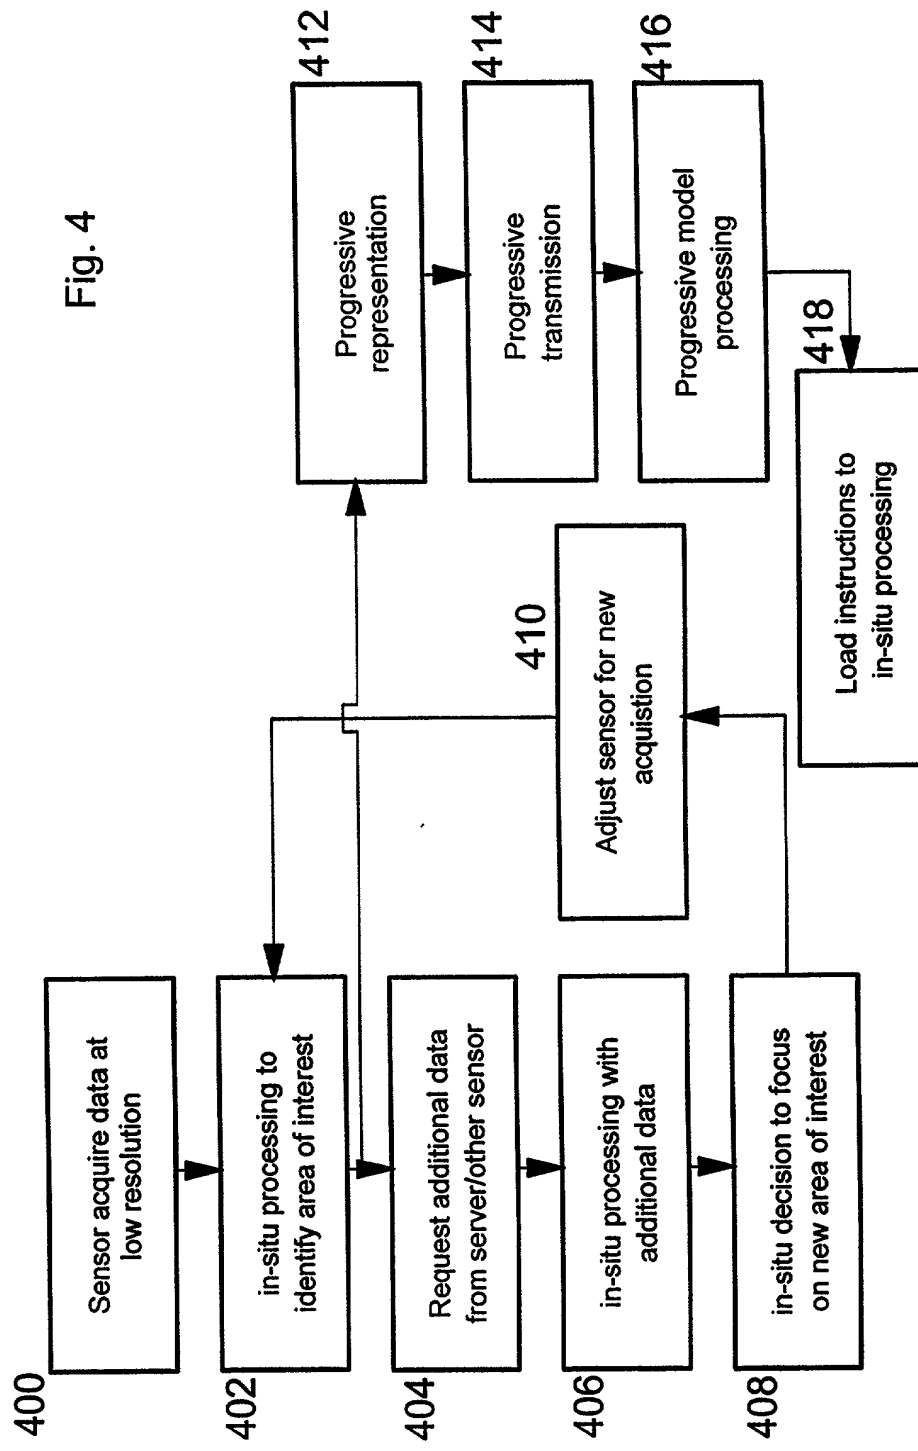 Fig. 4
400
Sensor acquire data at
low resolution
402
in-situ processing to
identify area of interest
404
Request additional data
from server/other sensor
406
in-situ processing with
additional data
408
in-situ decision to focus
on new area of interest
410
Adjust sensor for new
acquistion
412
Progressive
representation
414
Progressive
transmission
416
Progressive model
processing
418
Load instructions to
in-situ processing